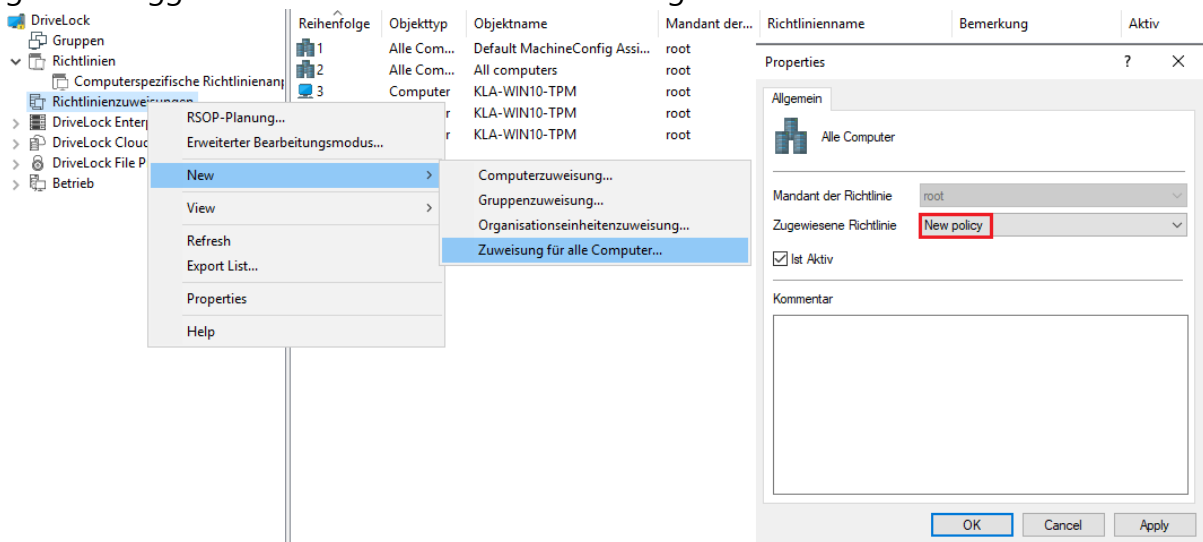 DriveLock
Gruppen
Richtlinien
Computerspezifische Richtlinienanp
Richtlinienzuweisungen
DriveLock Enterp
DriveLock Cloud
DriveLock File P
Betrieb
RSOP-Planung...
Erweiterter Bearbeitungsmodus...
New
View
Refresh
Export List...
Properties
Help
Computerzuweisung...
Gruppenzuweisung...
Organisationseinheitenzuweisung...
Zuweisung für alle Computer...
Reihenfolge Objekttyp Objektname Mandant der... Richtlinienname Bemerkung Aktiv
1 Alle Com... Default MachineConfig Assi... root
2 Alle Com... All computers root
3 Computer KLA-WIN10-TPM root
r KLA-WIN10-TPM root
r KLA-WIN10-TPM root
Properties ?
Allgemein
Alle Computer
Mandant der Richtlinie root
Zugewiesene Richtlinie New policy
Ist Aktiv
Kommentar
OK Cancel Apply